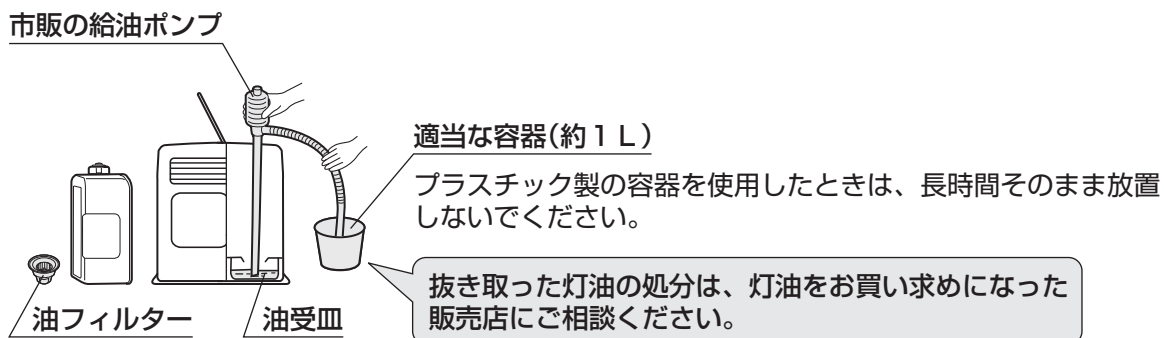 市販の給油ポンプ
適当な容器(約1L)
プラスチック製の容器を使用したときは、長時間そのまま放置
しないでください。
抜き取った灯油の処分は、灯油をお買い求めになった
販売店にご相談ください。
油フィルター
油受皿